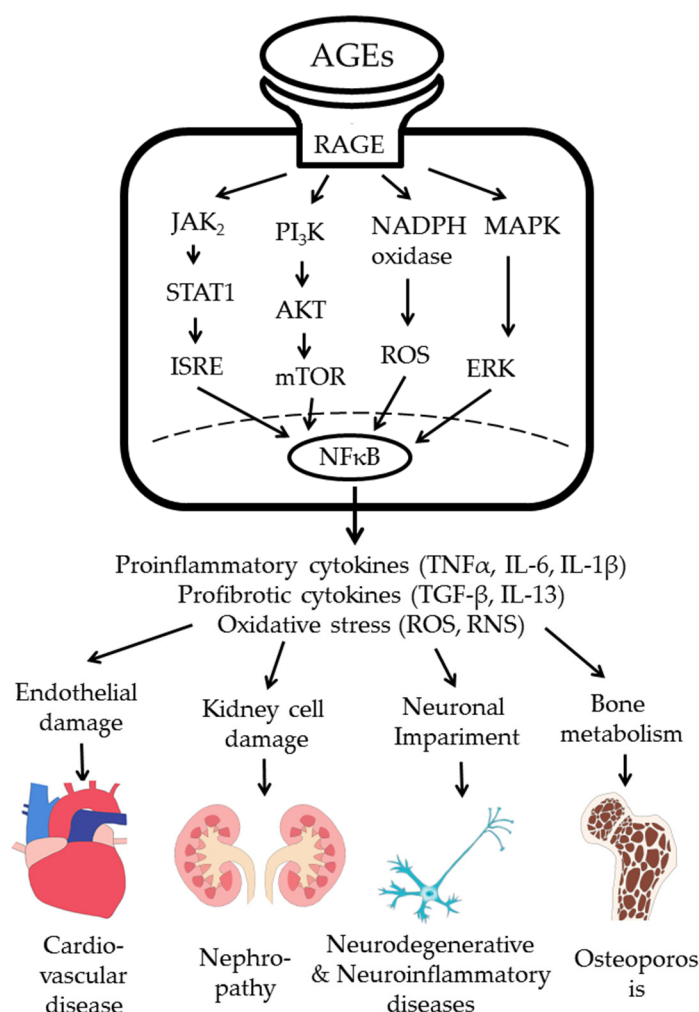 AGEs
RAGE
JAK₂
PI₃K
NADPH
oxidase
MAPK
STAT1
AKT
ISRE
mTOR
ROS
ERK
NFκB
Proinflammatory cytokines (TNFα, IL-6, IL-1β)
Profibrotic cytokines (TGF-β, IL-13)
Oxidative stress (ROS, RNS)
Endothelial
damage
Kidney cell
damage
Neuronal
Impariment
Bone
metabolism
Cardio-
vascular
disease
Nephro-
pathy
Neurodegenerative
& Neuroinflammatory
diseases
Osteoporos
is